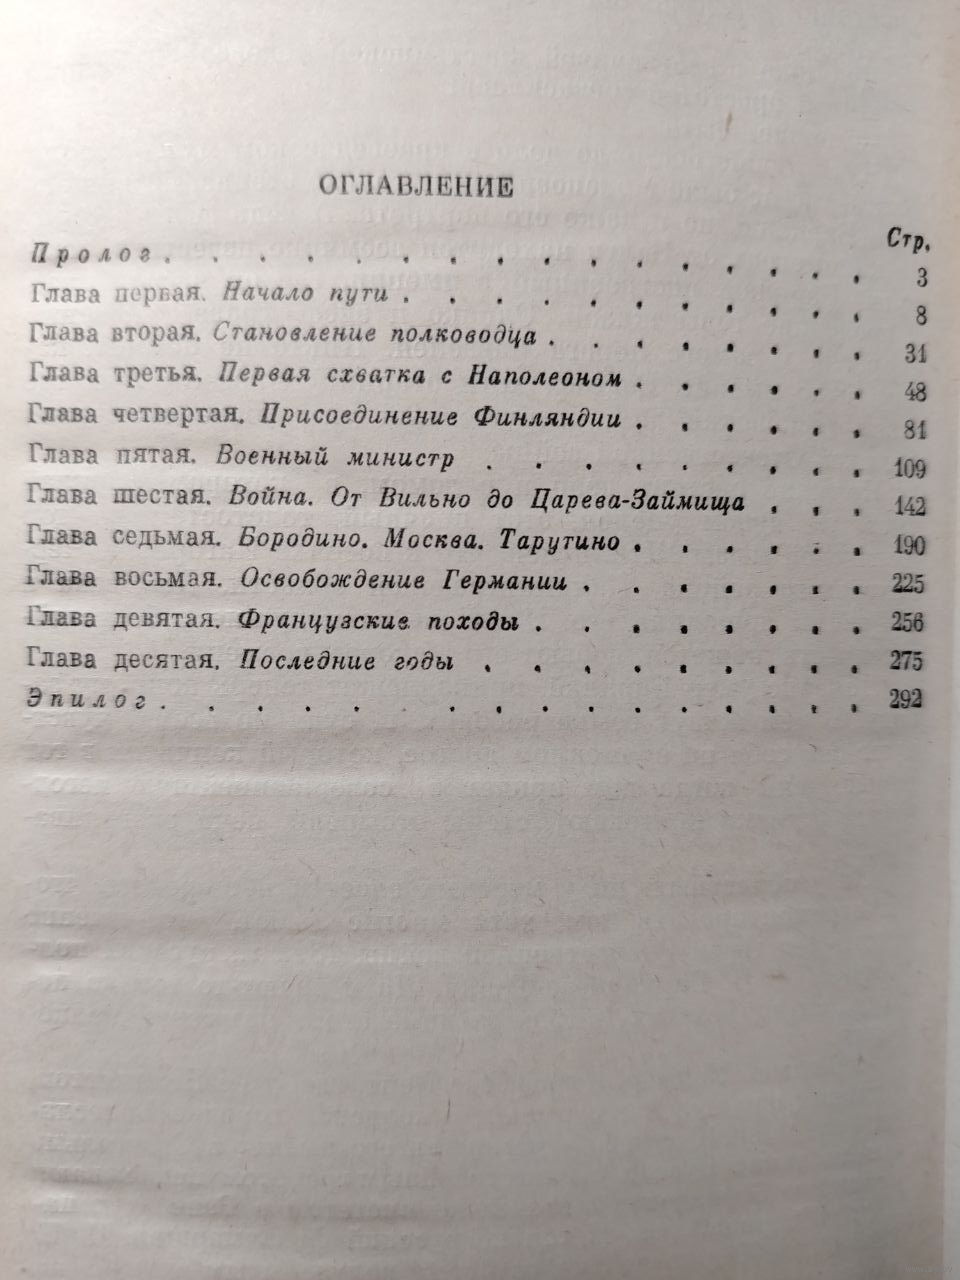 ОГЛАВЛЕНИЕ
Стр.
Пролог . . . . . . . . . . . . . . . . 3
Глава первая. Начало пути . . . . . . . . . . . 8
Глава вторая. Становление полководца . . . . . . . . 31
Глава третья. Первая схватка с Наполеоном . . . . . . 48
Глава четвертая. Присоединение Финляндии . . . . . . 81
Глава пятая. Военный министр . . . . . . . . . 109
Глава шестая. Война. От Вильно до Царева-Займища . . . 142
Глава седьмая. Бородино. Москва. Тарутино . . . . . . 190
Глава восьмая. Освобождение Германии . . . . . . . 225
Глава девятая. Французские походы . . . . . . . . 256
Глава десятая. Последние годы . . . . . . . . . 275
Эпилог . . . . . . . . . . . . . . . 292